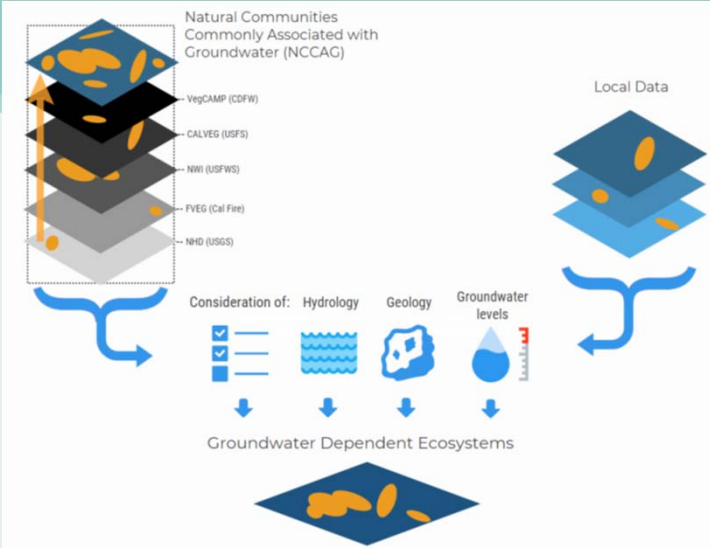 Natural Communities
Commonly Associated with
Groundwater (NCCAG)
VegCAMP (CDFW)
CALVEG (USFS)
NWI (USFWS)
FVEG (Cal Fire)
NHD (USGS)
Local Data
Consideration of:
Hydrology
Geology
Groundwater
levels
Groundwater Dependent Ecosystems